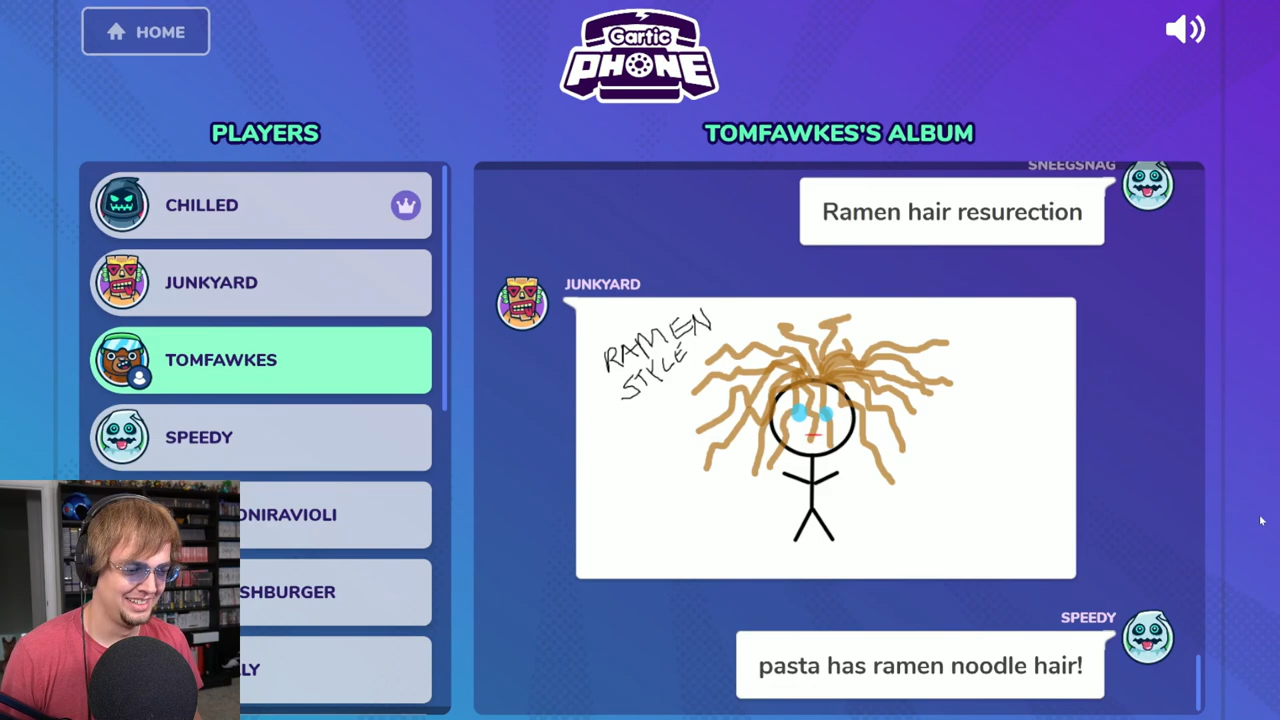 HOME
Gartic
PHONE
PLAYERS
CHILLED
JUNKYARD
TOMFAWKES
SPEEDY
ONIRAVIOLI
SHBURGER
LY
TOMFAWKES'S ALBUM
SNEEGSNAG
Ramen hair resurection
JUNKYARD
RAMEN
STYLE
SPEEDY
pasta has ramen noodle hair!